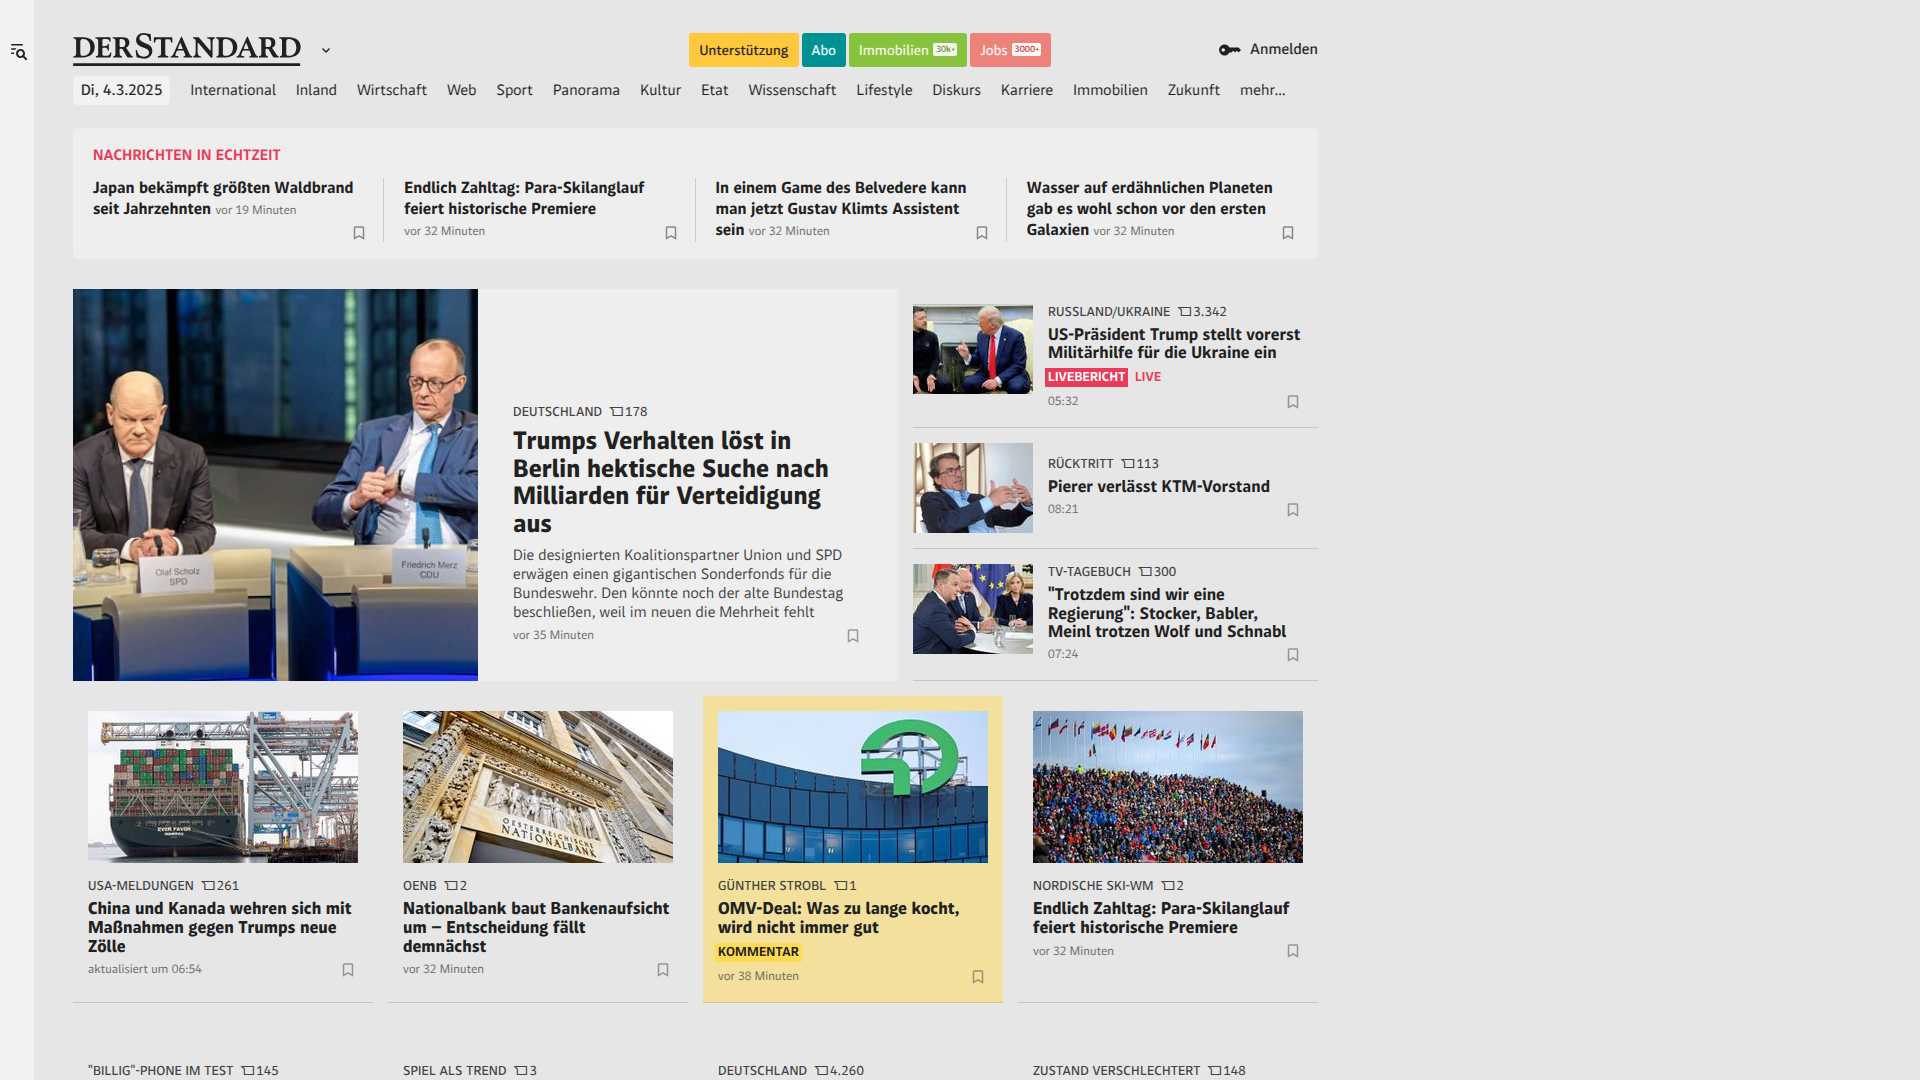 DERSTANDARD
Unterstützung
Abo
Immobilien 30k+
Jobs 3000+
Anmelden
Di, 4.3.2025
International
Inland
Wirtschaft
Web
Sport
Panorama
Kultur
Etat
Wissenschaft
Lifestyle
Diskurs
Karriere
Immobilien
Zukunft
mehr...
NACHRICHTEN IN ECHTZEIT
Japan bekämpft größten Waldbrand
seit Jahrzehnten vor 19 Minuten
Endlich Zahltag: Para-Skilanglauf
feiert historische Premiere
vor 32 Minuten
In einem Game des Belvedere kann
man jetzt Gustav Klimts Assistent
sein vor 32 Minuten
Wasser auf erdähnlichen Planeten
gab es wohl schon vor den ersten
Galaxien vor 32 Minuten
Olaf Scholz
SPD
Friedrich Merz
CDU
DEUTSCHLAND 178
Trumps Verhalten löst in
Berlin hektische Suche nach
Milliarden für Verteidigung
aus
Die designierten Koalitionspartner Union und SPD
erwägen einen gigantischen Sonderfonds für die
Bundeswehr. Den könnte noch der alte Bundestag
beschließen, weil im neuen die Mehrheit fehlt
vor 35 Minuten
RUSSLAND/UKRAINE 3.342
US-Präsident Trump stellt vorerst
Militärhilfe für die Ukraine ein
LIVEBERICHT LIVE
05:32
RÜCKTRITT 113
Pierer verlässt KTM-Vorstand
08:21
TV-TAGEBUCH 300
"Trotzdem sind wir eine
Regierung": Stocker, Babler,
Meinl trotzen Wolf und Schnabl
07:24
EVER FAVOR
USA-MELDUNGEN 261
China und Kanada wehren sich mit
Maßnahmen gegen Trumps neue
Zölle
aktualisiert um 06:54
OESTERREICHISCHE
NATIONALBANK
OENB 2
Nationalbank baut Bankenaufsicht
um – Entscheidung fällt
demnächst
vor 32 Minuten
GÜNTHER STROBL 1
OMV-Deal: Was zu lange kocht,
wird nicht immer gut
KOMMENTAR
vor 38 Minuten
NORDISCHE SKI-WM 2
Endlich Zahltag: Para-Skilanglauf
feiert historische Premiere
vor 32 Minuten
"BILLIG"-PHONE IM TEST 145
SPIEL ALS TREND 3
DEUTSCHLAND 4.260
ZUSTAND VERSCHLECHTERT 148